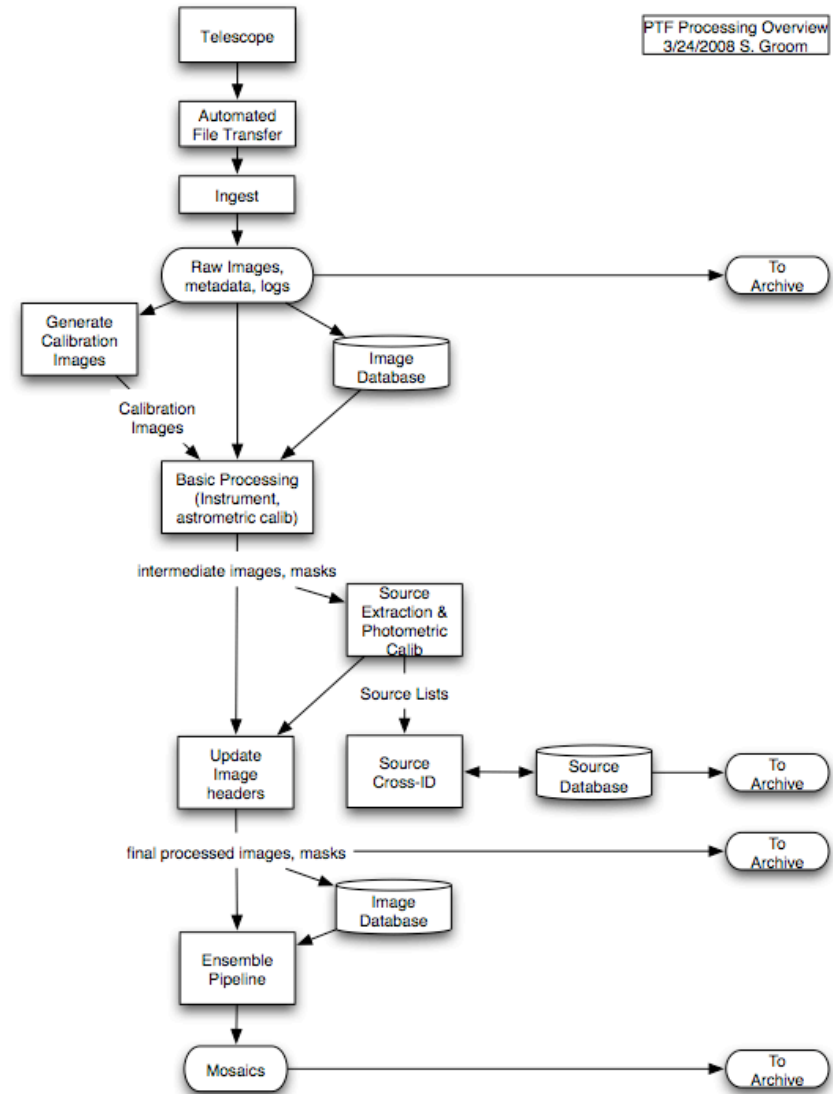 PTF Processing Overview
3/24/2008 S. Groom
Telescope
Automated
File Transfer
Ingest
Raw Images,
metadata, logs
To
Archive
Generate
Calibration
Images
Image
Database
Calibration
Images
Basic Processing
(Instrument,
astrometric calib)
intermediate images, masks
Source
Extraction &
Photometric
Calib
Source Lists
Update
Image
headers
Source
Cross-ID
Source
Database
To
Archive
final processed images, masks
To
Archive
Image
Database
Ensemble
Pipeline
Mosaics
To
Archive